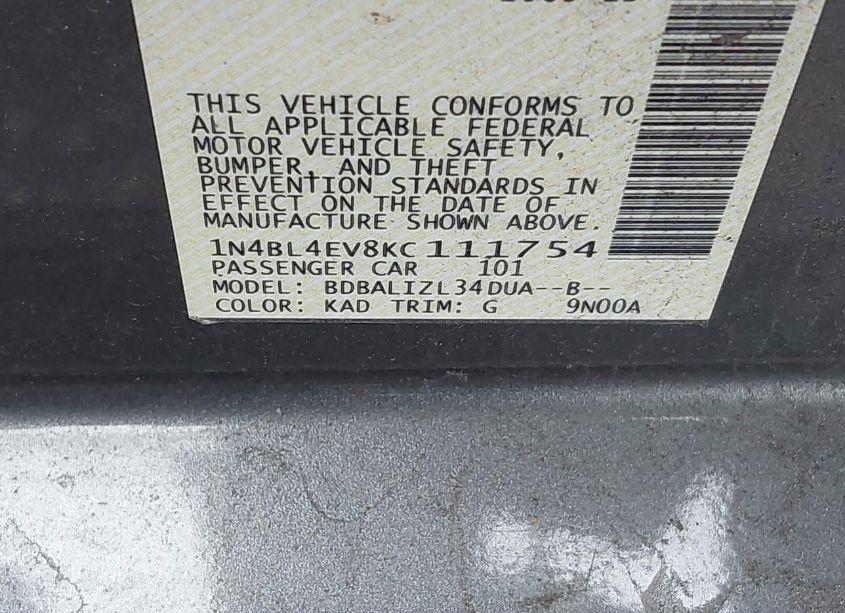 THIS VEHICLE CONFORMS TO
ALL APPLICABLE FEDERAL
MOTOR VEHICLE SAFETY,
BUMPER, AND THEFT
PREVENTION STANDARDS IN
EFFECT ON THE DATE OF
MANUFACTURE SHOWN ABOVE.
1N4BL4EV8KC111754
PASSENGER CAR 101
MODEL: BDBALIZL34DUA--B--
COLOR: KAD TRIM: G 9N00A